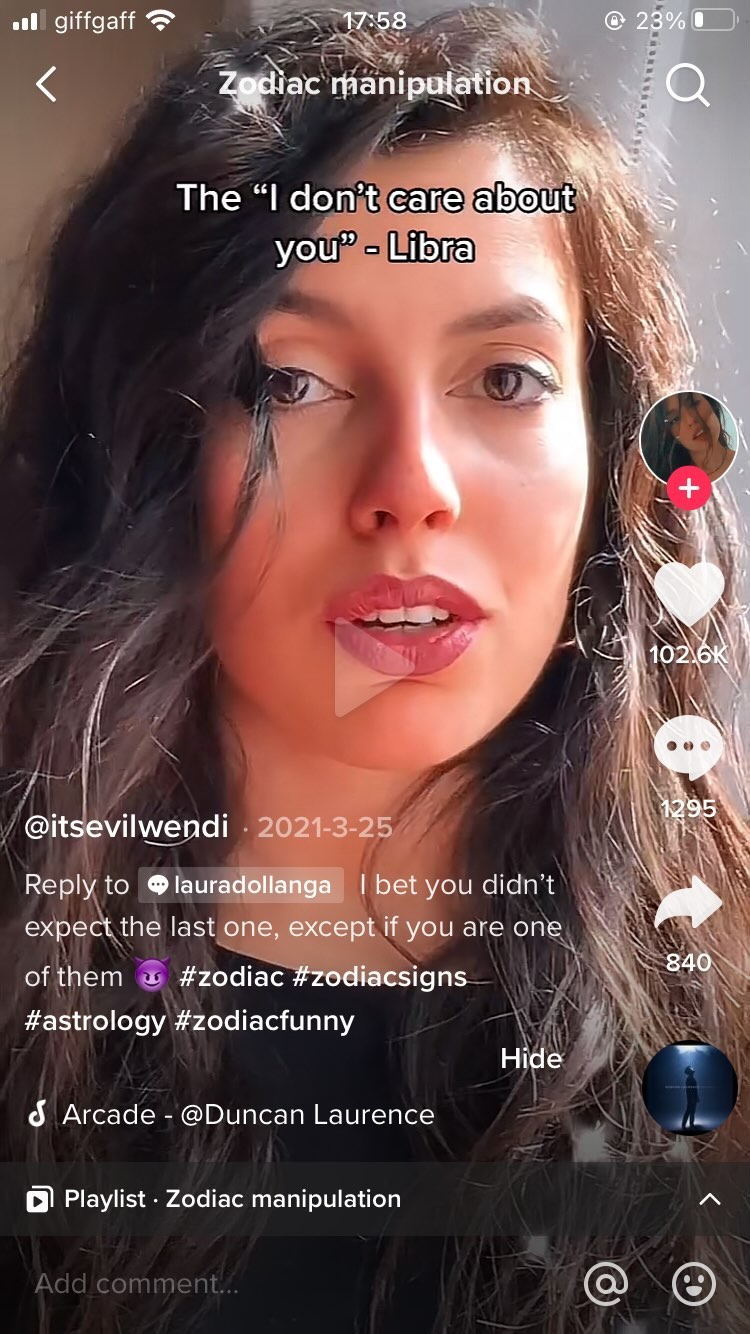 giffgaff 17:58 23%
Zodiac manipulation
The “I don’t care about
you” - Libra
102.6K
1295
@itsevilwendi · 2021-3-25
Reply to lauradollanga I bet you didn’t
expect the last one, except if you are one
of them 😈 #zodiac #zodiacsigns
#astrology #zodiacfunny
840
Hide
Arcade - @Duncan Laurence
Playlist · Zodiac manipulation
Add comment...